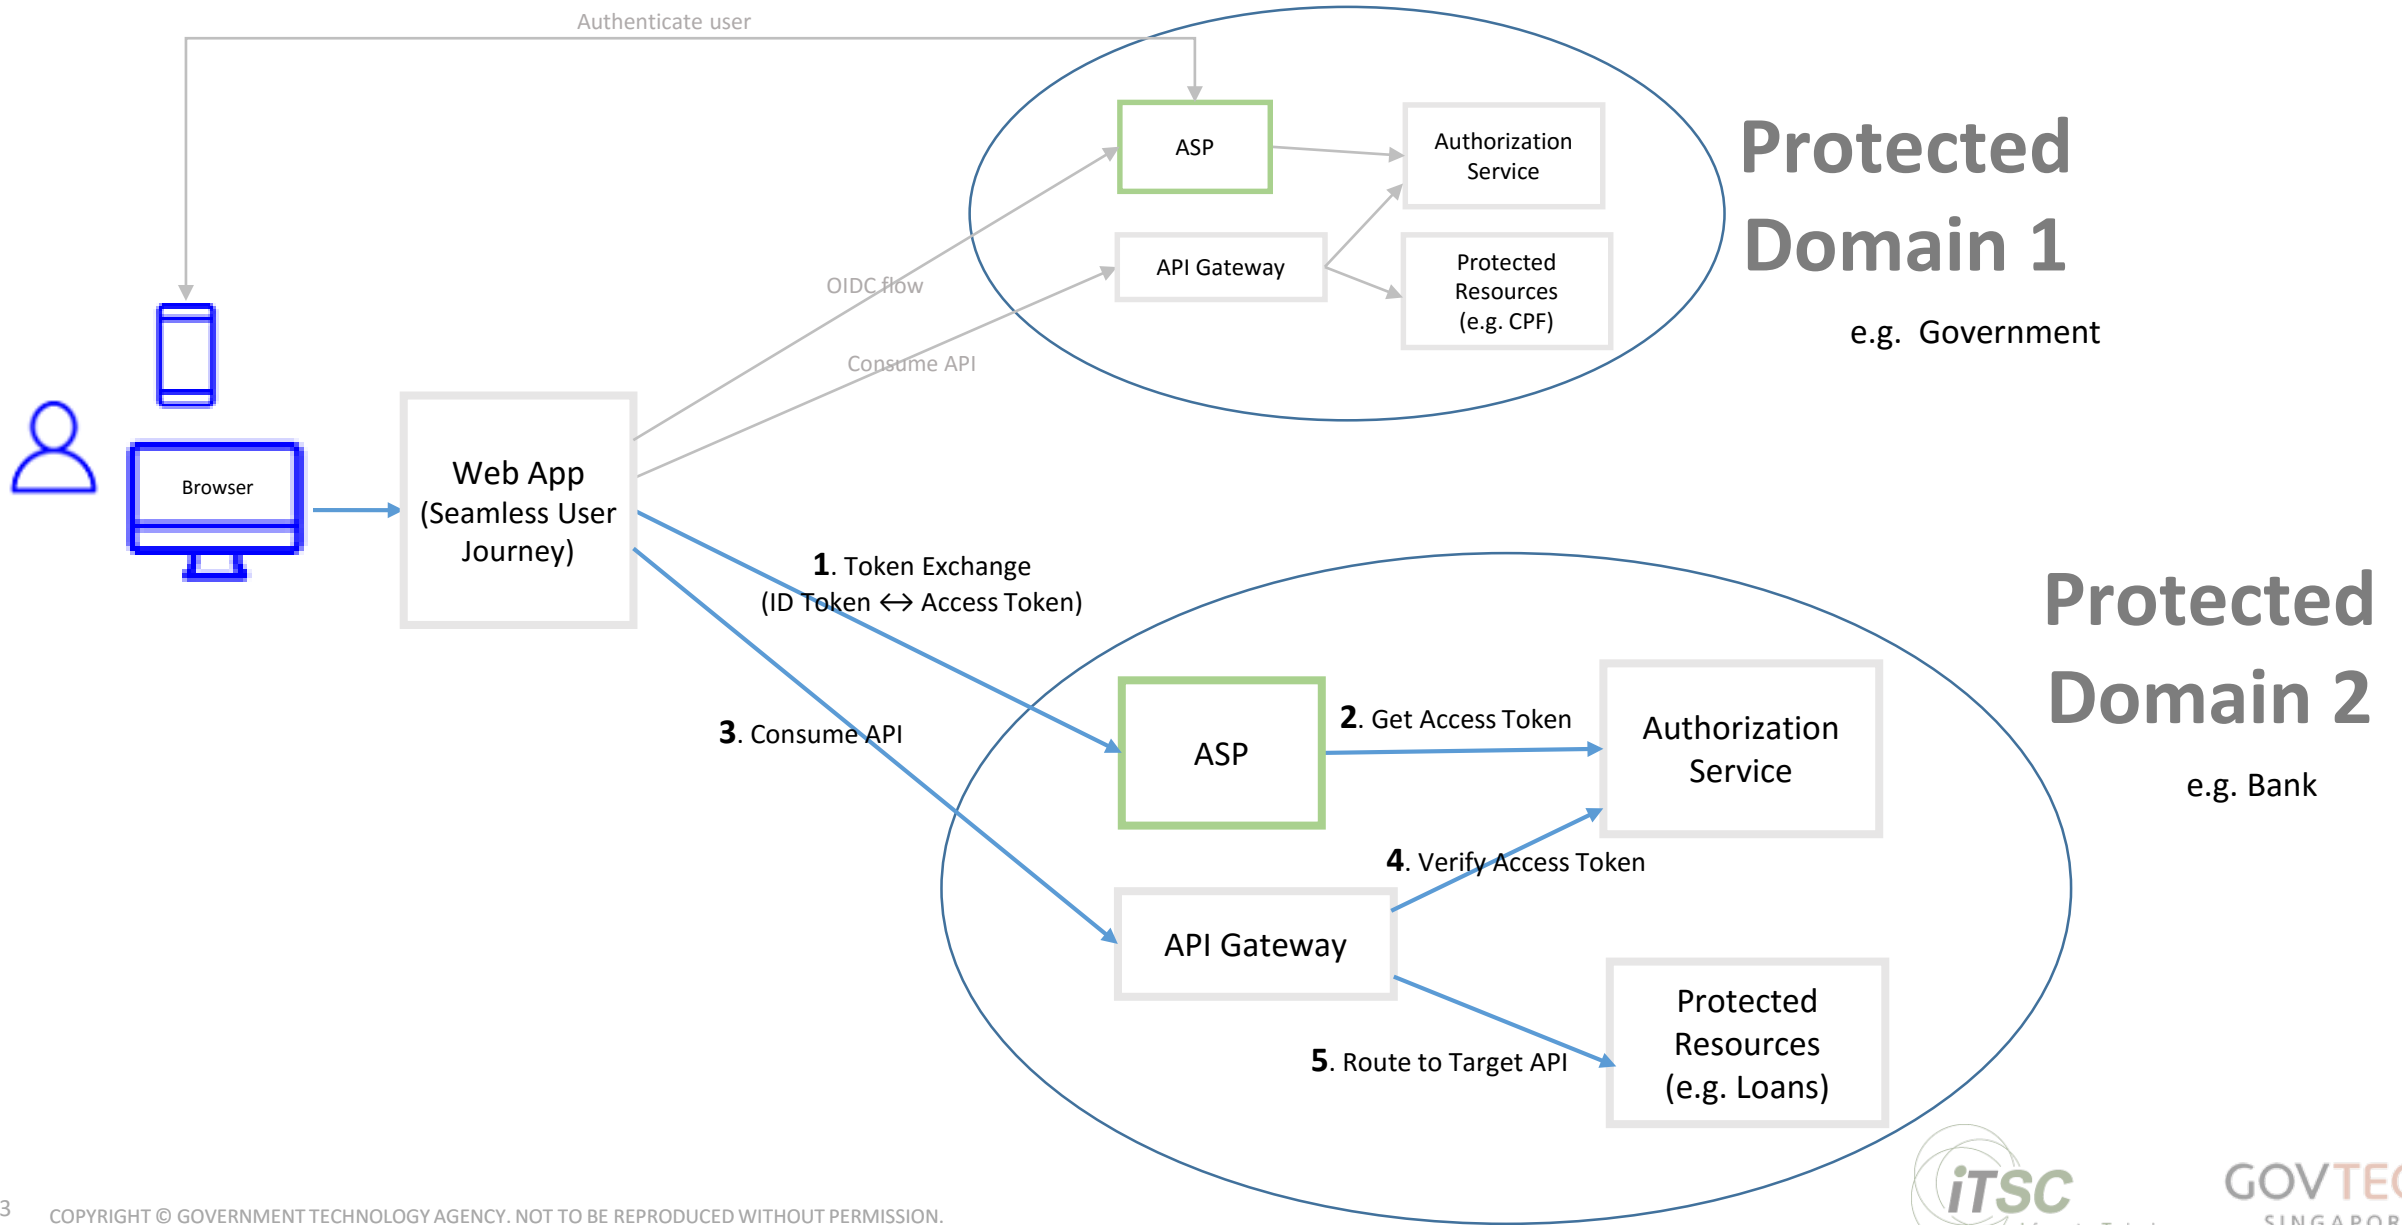 Authenticate user
ASP
Authorization
Service
Protected
Domain 1
API Gateway
Protected
Resources
(e.g. CPF)
OIDC flow
e.g. Government
Consume API
Browser
Web App
(Seamless User
Journey)
1. Token Exchange
(ID Token ↔ Access Token)
Protected
Domain 2
2. Get Access Token
3. Consume API
ASP
Authorization
Service
e.g. Bank
4. Verify Access Token
API Gateway
Protected
Resources
(e.g. Loans)
5. Route to Target API
iTSC
3
COPYRIGHT © GOVERNMENT TECHNOLOGY AGENCY. NOT TO BE REPRODUCED WITHOUT PERMISSION.